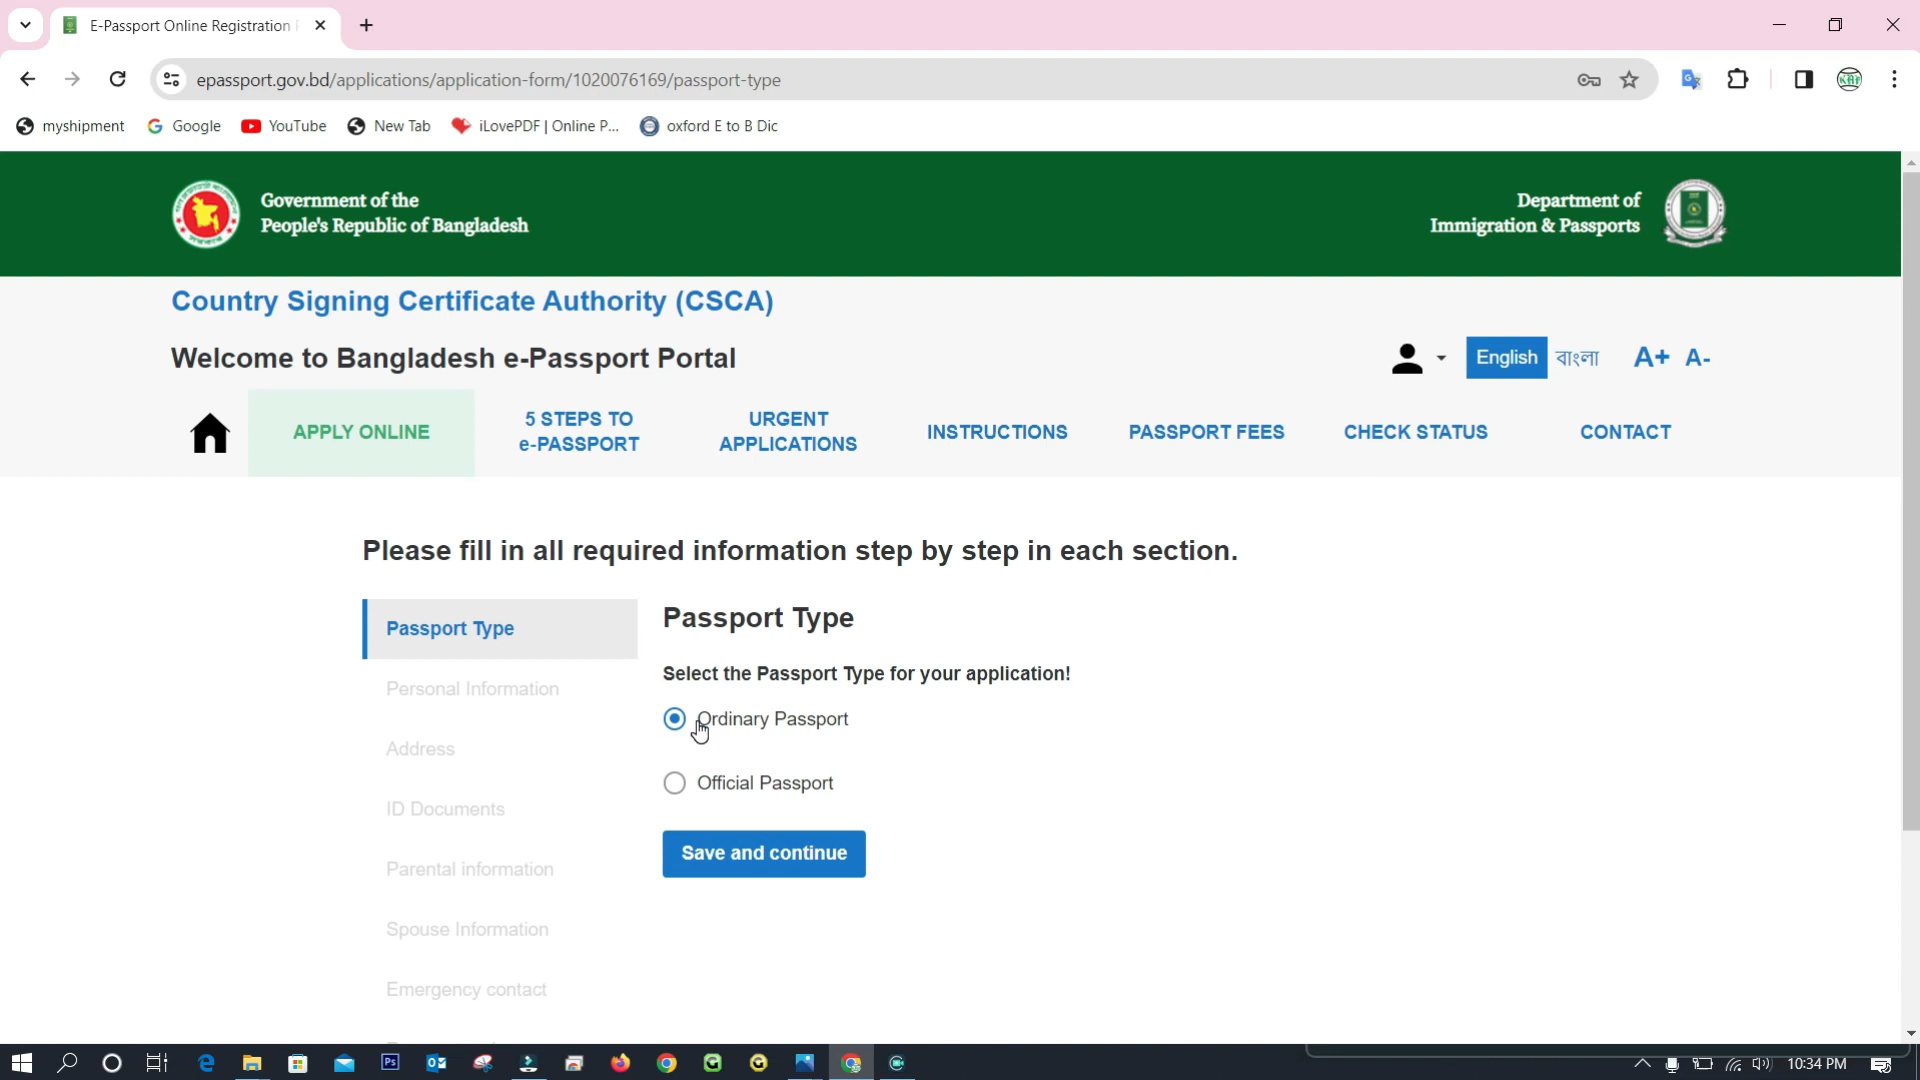 E-Passport Online Registration
epassport.gov.bd/applications/application-form/1020076169/passport-type
myshipment
Google
YouTube
New Tab
iLovePDF | Online P...
oxford E to B Dic
Government of the
People's Republic of Bangladesh
Department of
Immigration & Passports
Country Signing Certificate Authority (CSCA)
Welcome to Bangladesh e-Passport Portal
English
বাংলা
A+
A-
APPLY ONLINE
5 STEPS TO
e-PASSPORT
URGENT
APPLICATIONS
INSTRUCTIONS
PASSPORT FEES
CHECK STATUS
CONTACT
Please fill in all required information step by step in each section.
Passport Type
Personal Information
Address
ID Documents
Parental information
Spouse Information
Emergency contact
Passport Type
Select the Passport Type for your application!
Ordinary Passport
Official Passport
Save and continue
10:34 PM